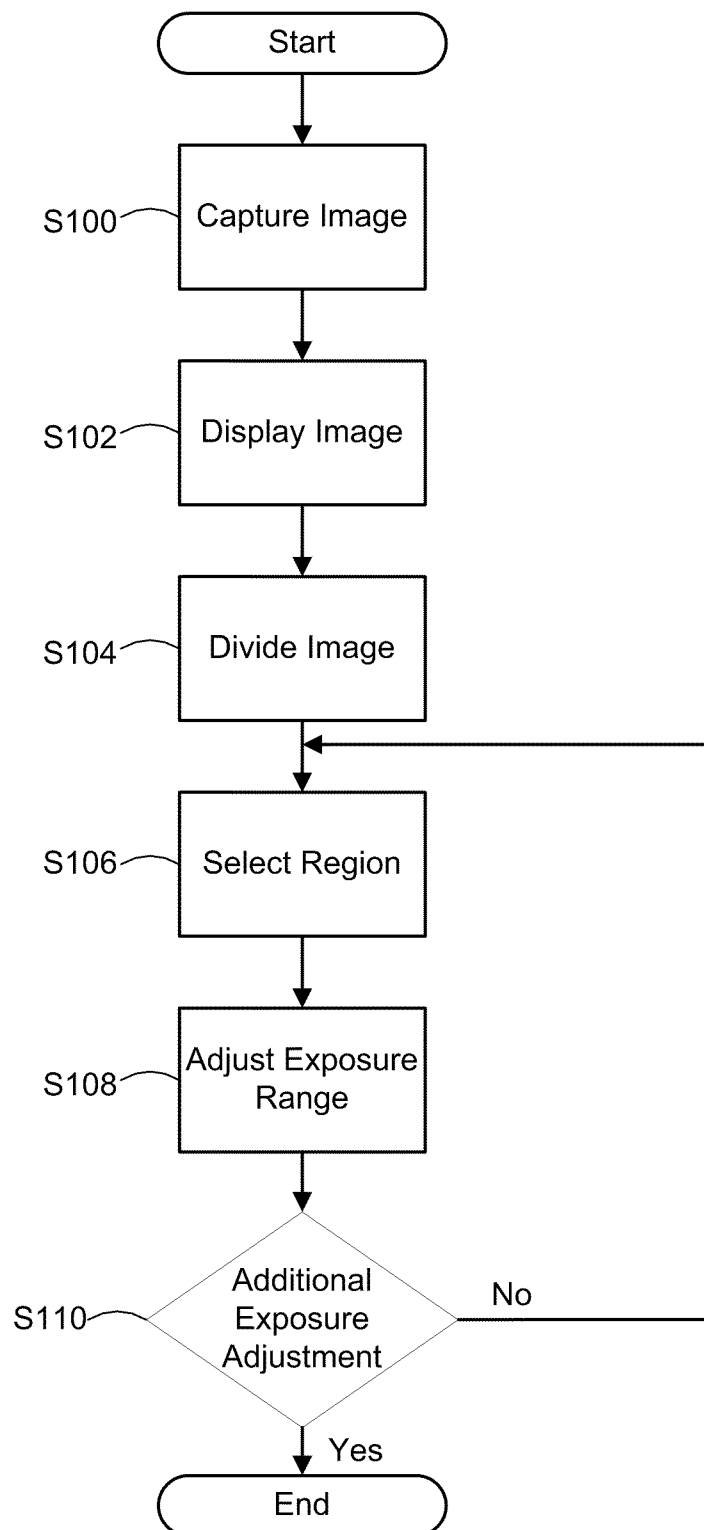 Start
S100
Capture Image
S102
Display Image
S104
Divide Image
S106
Select Region
S108
Adjust Exposure
Range
S110
Additional
Exposure
Adjustment
No
Yes
End